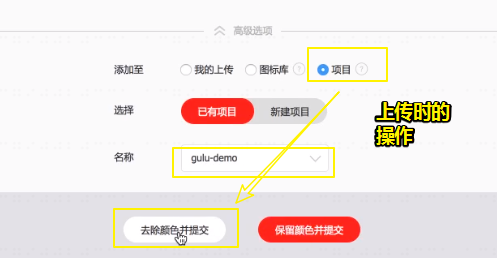 高级选项
添加至 我的上传 图标库 ? 项目 ?
选择 已有项目 新建项目
上传时的
操作
名称 gulu-demo
去除颜色并提交 保留颜色并提交